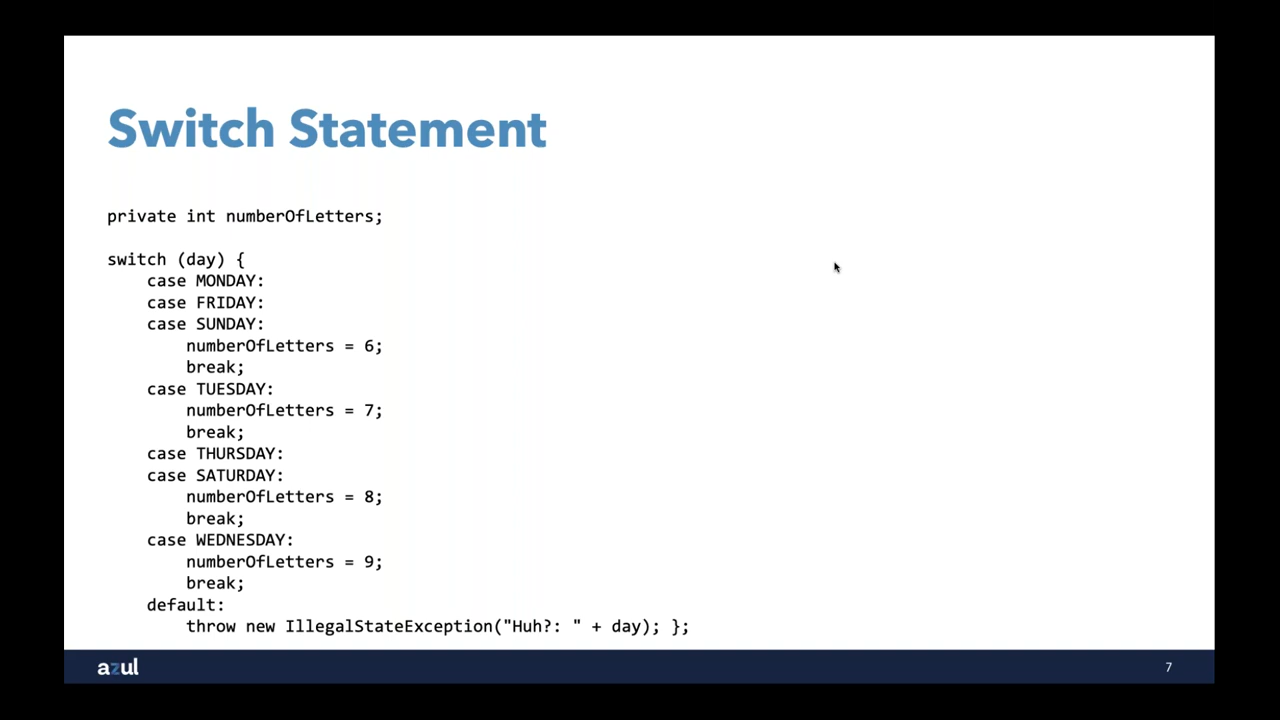 Switch Statement
private int numberOfLetters;
switch (day) {
    case MONDAY:
    case FRIDAY:
    case SUNDAY:
        numberOfLetters = 6;
        break;
    case TUESDAY:
        numberOfLetters = 7;
        break;
    case THURSDAY:
    case SATURDAY:
        numberOfLetters = 8;
        break;
    case WEDNESDAY:
        numberOfLetters = 9;
        break;
    default:
        throw new IllegalStateException("Huh?: " + day); };
azul
7